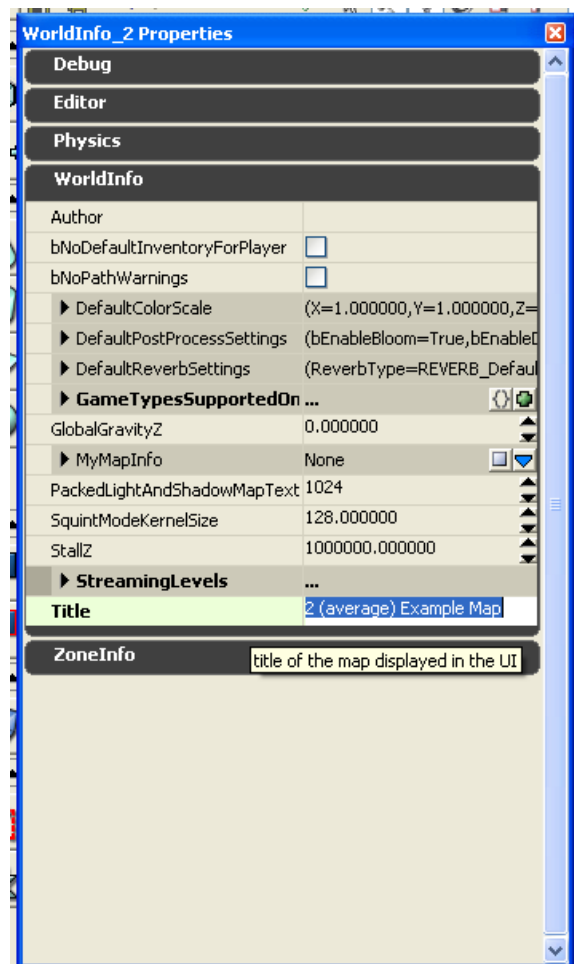 WorldInfo_2 Properties
Debug
Editor
Physics
WorldInfo
Author
bNoDefaultInventoryForPlayer
bNoPathWarnings
DefaultColorScale (X=1.000000,Y=1.000000,Z=
DefaultPostProcessSettings (bEnableBloom=True,bEnableD
DefaultReverbSettings (ReverbType=REVERB_Defaul
GameTypesSupportedOn ...
GlobalGravityZ 0.000000
MyMapInfo None
PackedLightAndShadowMapText 1024
SquintModeKernelSize 128.000000
StallZ 1000000.000000
StreamingLevels ...
Title 2 (average) Example Map
ZoneInfo
title of the map displayed in the UI